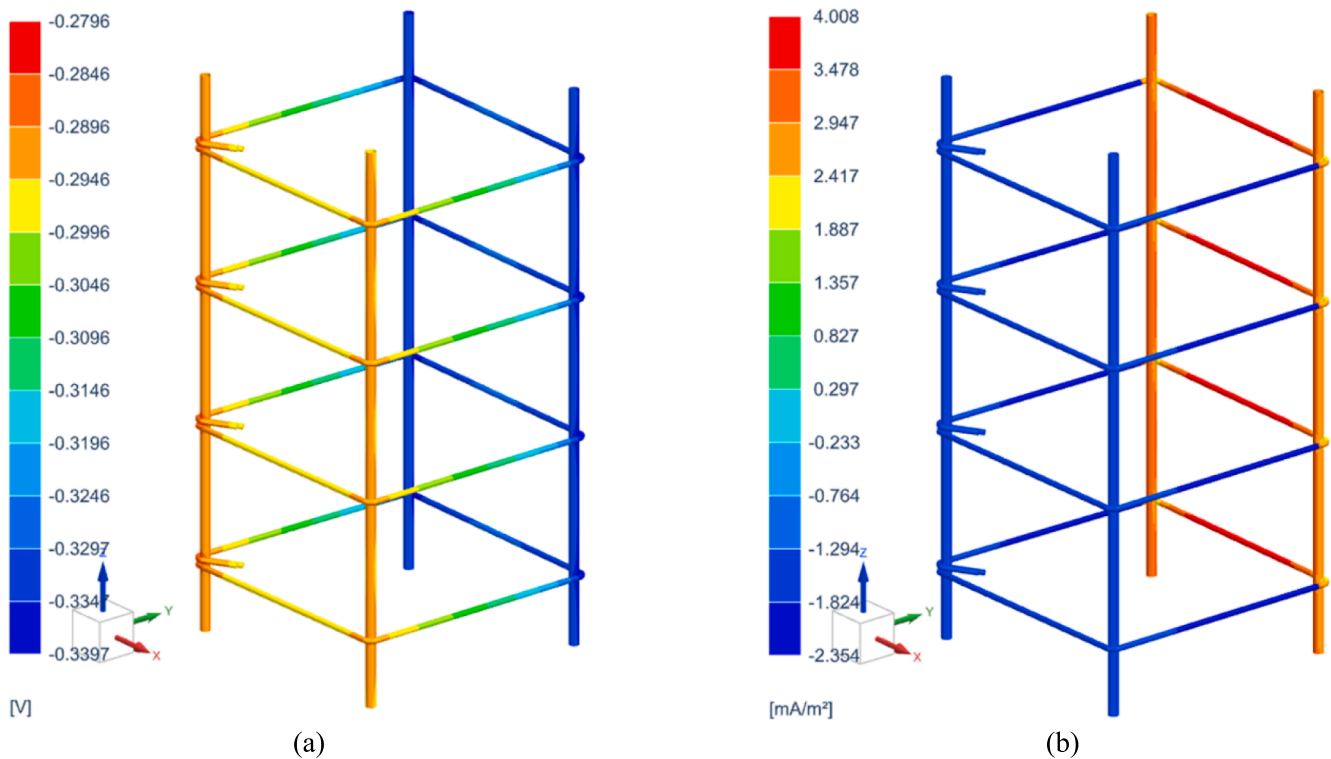 -0.2796
-0.2846
-0.2896
-0.2946
-0.2996
-0.3046
-0.3096
-0.3146
-0.3196
-0.3246
-0.3297
-0.3347
-0.3397
[V]
Z
Y
X
(a)
4.008
3.478
2.947
2.417
1.887
1.357
0.827
0.297
-0.233
-0.764
-1.294
-1.824
-2.354
[mA/m²]
Z
Y
X
(b)